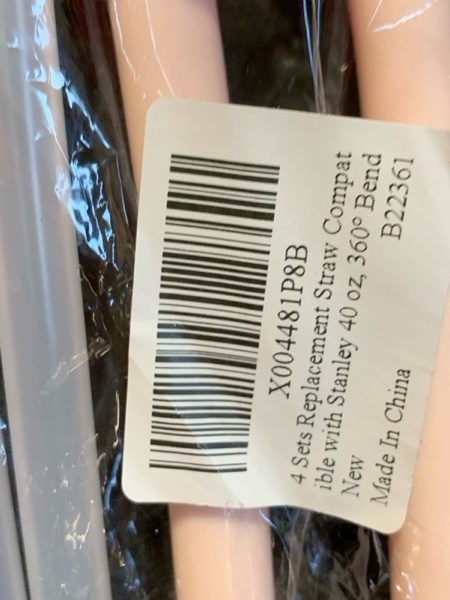 X004481P8B
4 Sets Replacement Straw Compat
ible with Stanley 40 oz, 360° Bend
New B22361
Made In China